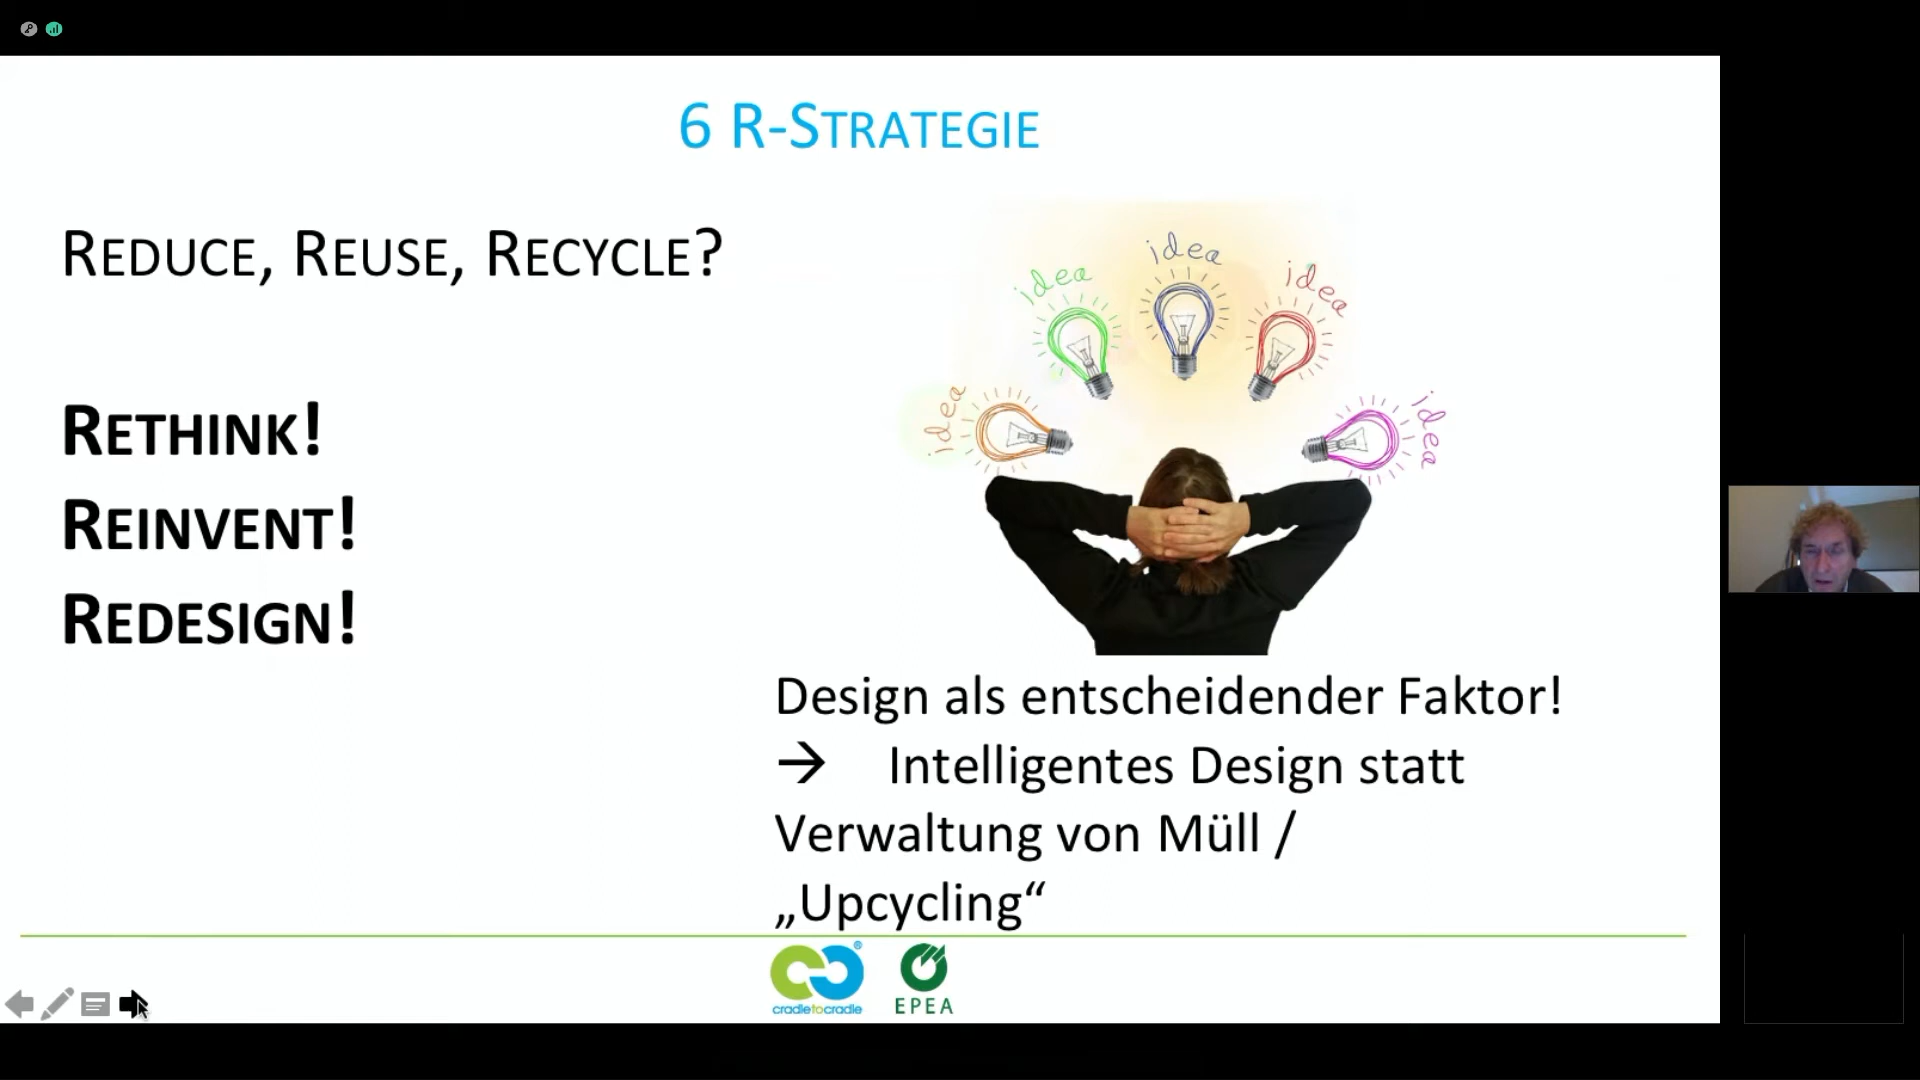 6 R-Strategie
Reduce, Reuse, Recycle?
Rethink!
Reinvent!
Redesign!
idea
idea
idea
idea
idea
Design als entscheidender Faktor!
→ Intelligentes Design statt
Verwaltung von Müll /
„Upcycling“
cradletocradle ®
EPEA